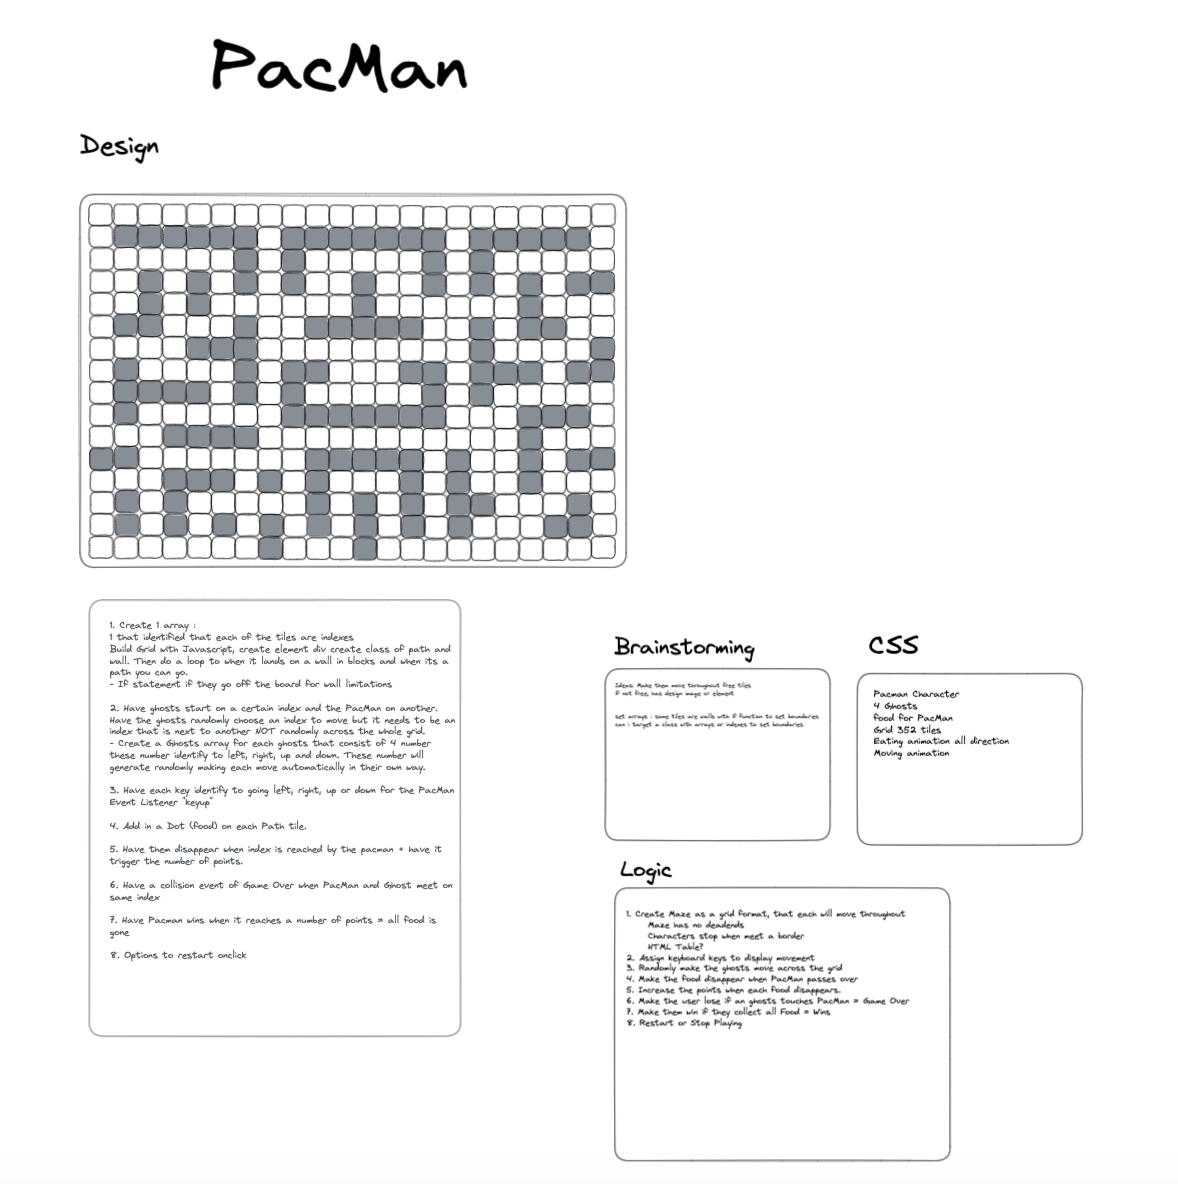 PacMan
Design
1. Create 1 array :
1 that identified that each of the tiles are indexes
Build Grid with Javascript, create element div create class of path and
wall. Then do a loop to when it lands on a wall in blocks and when its a
path you can go.
- If statement if they go off the board for wall limitations
2. Have ghosts start on a certain index and the PacMan on another.
Have the ghosts randomly choose an index to move but it needs to be an
index that is next to another NOT randomly across the whole grid.
- Create a Ghosts array for each ghosts that consist of 4 number
these number identify to left, right, up and down. These number will
generate randomly making each move automatically in their own way.
3. Have each key identify to going left, right, up or down for the PacMan
Event Listener "keyup"
4. Add in a Dot (food) on each Path tile.
5. Have them disappear when index is reached by the pacman + have it
trigger the number of points.
6. Have a collision event of Game Over when PacMan and Ghost meet on
same index
7. Have Pacman wins when it reaches a number of points = all food is
gone
8. Options to restart onclick
Brainstorming
Ideas: Make them move throughout free tiles
if not free, has design image or element
set arrays : some tiles are walls with if function to set boundaries
can i target a class with arrays or indexes to set boundaries
CSS
Pacman Character
4 Ghosts
food for PacMan
Grid 352 tiles
Eating animation all direction
Moving animation
Logic
1. Create Maze as a grid format, that each will move throughout
Maze has no deadends
Characters stop when meet a border
HTML Table?
2. Assign keyboard keys to display movement
3. Randomly make the ghosts move across the grid
4. Make the food disappear when PacMan passes over
5. Increase the points when each food disappears.
6. Make the user lose if an ghosts touches PacMan = Game Over
7. Make them win if they collect all Food = Wins
8. Restart or Stop Playing